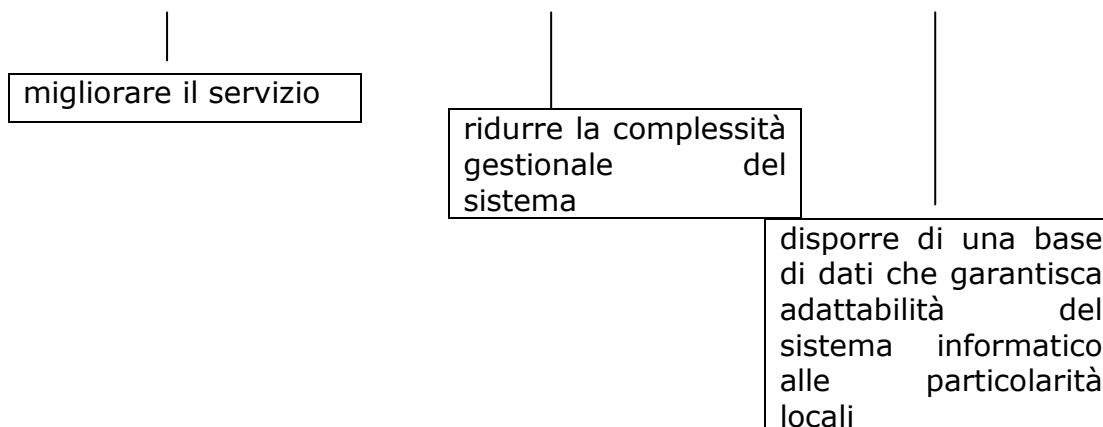 migliorare il servizio
ridurre la complessità
gestionale del
sistema
disporre di una base
di dati che garantisca
adattabilità del
sistema informatico
alle particolarità
locali